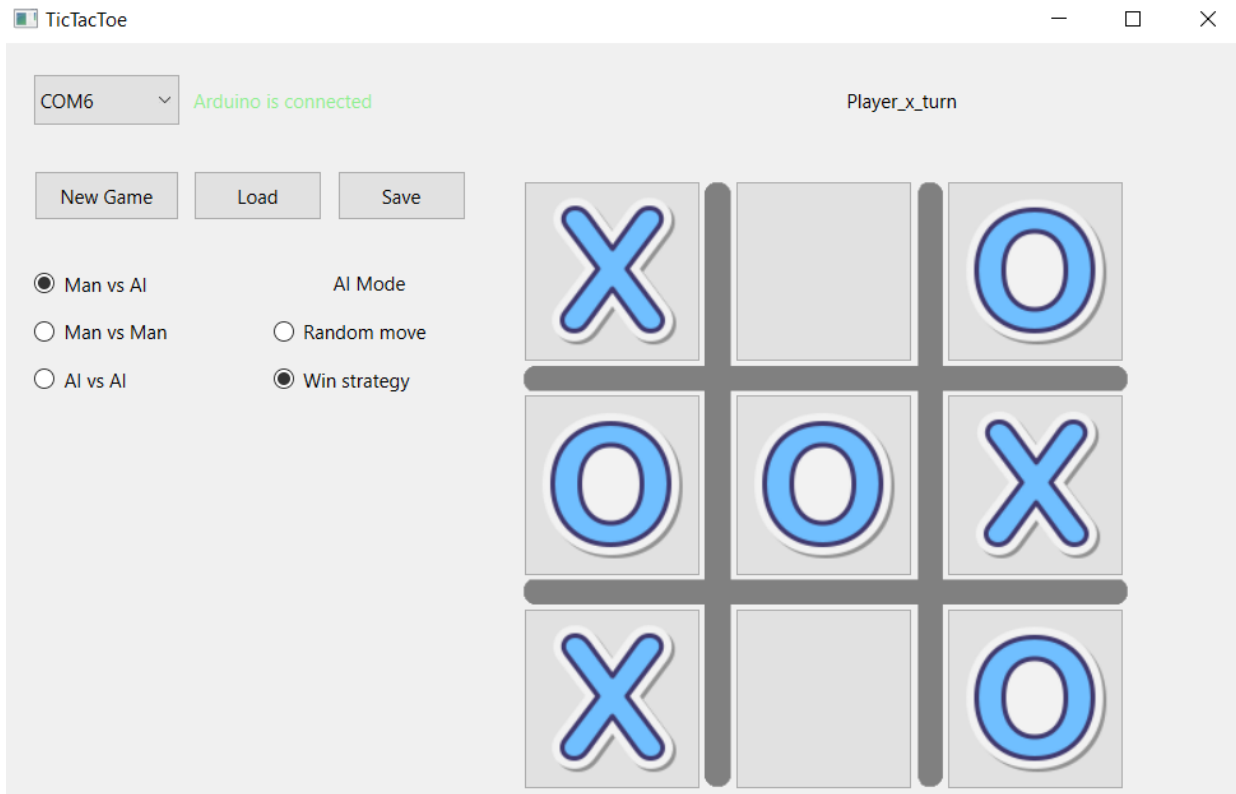 TicTacToe
COM6 Arduino is connected Player_x_turn
New Game Load Save
Man vs AI AI Mode
Man vs Man Random move
AI vs AI Win strategy
X O
O O X
X O